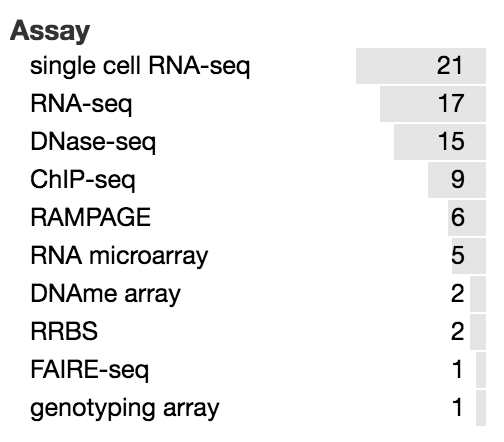 Assay
single cell RNA-seq 21
RNA-seq 17
DNase-seq 15
ChIP-seq 9
RAMPAGE 6
RNA microarray 5
DNAme array 2
RRBS 2
FAIRE-seq 1
genotyping array 1